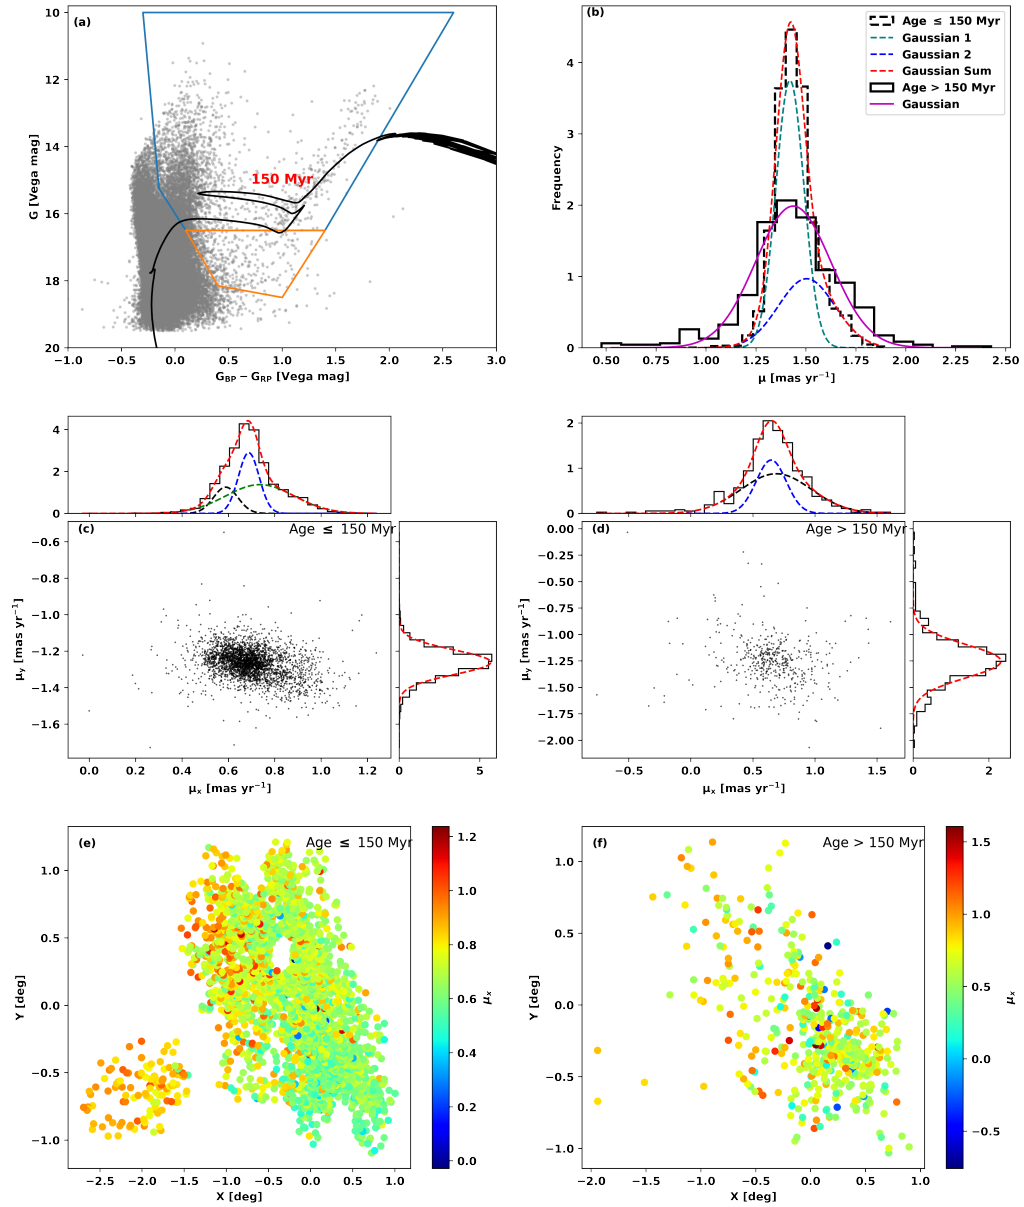 (a)
10
12
14
16
18
20
G [Vega mag]
150 Myr
−1.0 −0.5 0.0 0.5 1.0 1.5 2.0 2.5 3.0
G_BP − G_RP [Vega mag]
(b)
Age ≤ 150 Myr
Gaussian 1
Gaussian 2
Gaussian Sum
Age > 150 Myr
Gaussian
4
3
2
1
0
Frequency
0.50 0.75 1.00 1.25 1.50 1.75 2.00 2.25 2.50
μ [mas yr⁻¹]
4
2
0
(c)
Age ≤ 150 Myr
−0.6
−0.8
−1.0
−1.2
−1.4
−1.6
μ_y [mas yr⁻¹]
0.0 0.2 0.4 0.6 0.8 1.0 1.2
μ_x [mas yr⁻¹]
0 5
2
1
0
(d)
Age > 150 Myr
0.00
−0.25
−0.50
−0.75
−1.00
−1.25
−1.50
−1.75
−2.00
μ_y [mas yr⁻¹]
−0.5 0.0 0.5 1.0 1.5
μ_x [mas yr⁻¹]
0 2
(e)
Age ≤ 150 Myr
1.0
0.5
0.0
−0.5
−1.0
Y [deg]
−2.5 −2.0 −1.5 −1.0 −0.5 0.0 0.5 1.0
X [deg]
1.2
1.0
0.8
0.6
0.4
0.2
0.0
μ_x
(f)
Age > 150 Myr
1.0
0.5
0.0
−0.5
−1.0
Y [deg]
−2.0 −1.5 −1.0 −0.5 0.0 0.5 1.0
X [deg]
1.5
1.0
0.5
0.0
−0.5
μ_x